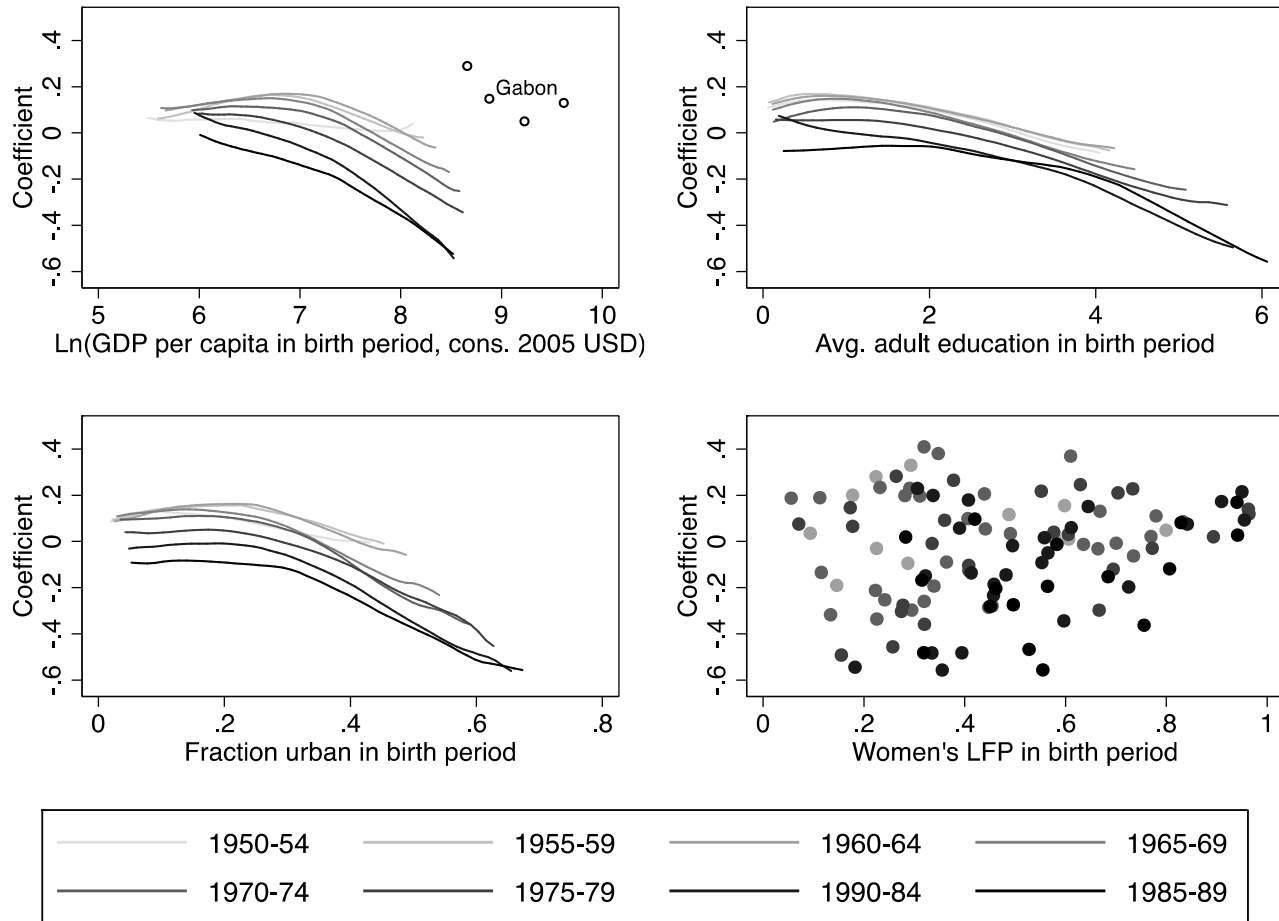 Coefficient
.4
.2
0
-.2
-.4
-.6
Gabon
5 6 7 8 9 10
Ln(GDP per capita in birth period, cons. 2005 USD)
Coefficient
.4
.2
0
-.2
-.4
-.6
0 2 4 6
Avg. adult education in birth period
Coefficient
.4
.2
0
-.2
-.4
-.6
0 .2 .4 .6 .8
Fraction urban in birth period
Coefficient
.4
.2
0
-.2
-.4
-.6
0 .2 .4 .6 .8 1
Women's LFP in birth period
1950-54 1955-59 1960-64 1965-69
1970-74 1975-79 1990-84 1985-89